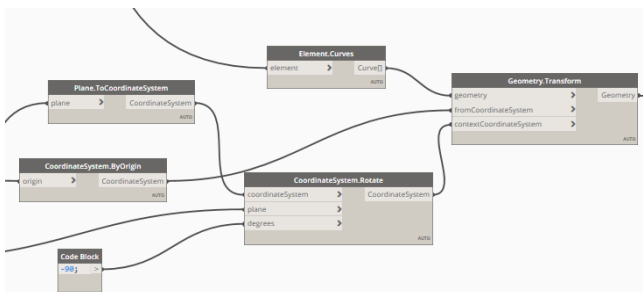 Element.Curves
element > Curve[]
AUTO
Plane.ToCoordinateSystem
plane > CoordinateSystem
AUTO
Geometry.Transform
geometry > Geometry
fromCoordinateSystem >
contextCoordinateSystem >
AUTO
CoordinateSystem.ByOrigin
origin > CoordinateSystem
AUTO
CoordinateSystem.Rotate
coordinateSystem > CoordinateSystem
plane >
degrees >
AUTO
Code Block
-90; >